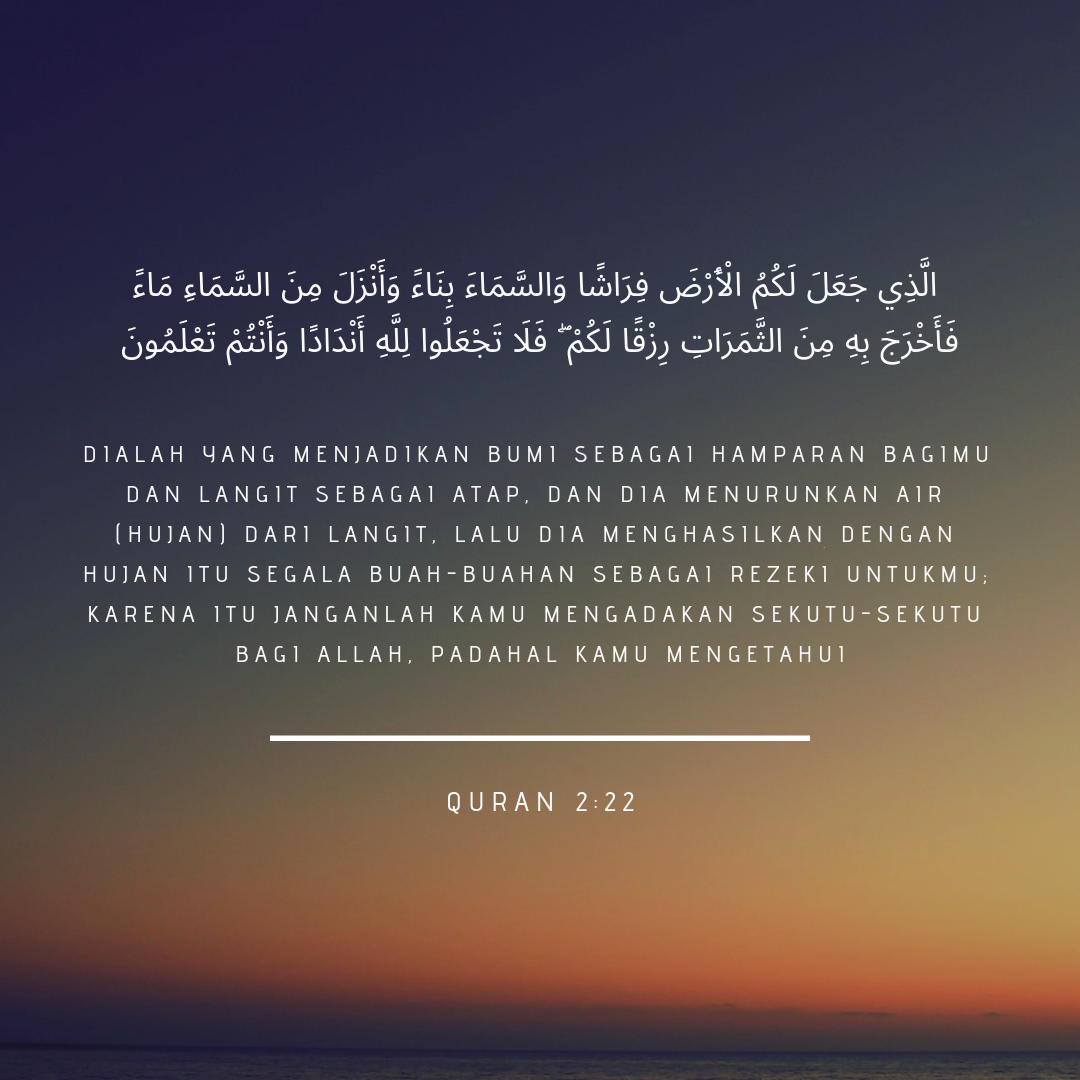 الَّذِي جَعَلَ لَكُمُ الْأَرْضَ فِرَاشًا وَالسَّمَاءَ بِنَاءً وَأَنْزَلَ مِنَ السَّمَاءِ مَاءً
فَأَخْرَجَ بِهِ مِنَ الثَّمَرَاتِ رِزْقًا لَكُمْ ۖ فَلَا تَجْعَلُوا لِلَّهِ أَنْدَادًا وَأَنْتُمْ تَعْلَمُونَ
DIALAH YANG MENJADIKAN BUMI SEBAGAI HAMPARAN BAGIMU
DAN LANGIT SEBAGAI ATAP, DAN DIA MENURUNKAN AIR
(HUJAN) DARI LANGIT, LALU DIA MENGHASILKAN DENGAN
HUJAN ITU SEGALA BUAH-BUAHAN SEBAGAI REZEKI UNTUKMU;
KARENA ITU JANGANLAH KAMU MENGADAKAN SEKUTU-SEKUTU
BAGI ALLAH, PADAHAL KAMU MENGETAHUI
QURAN 2:22